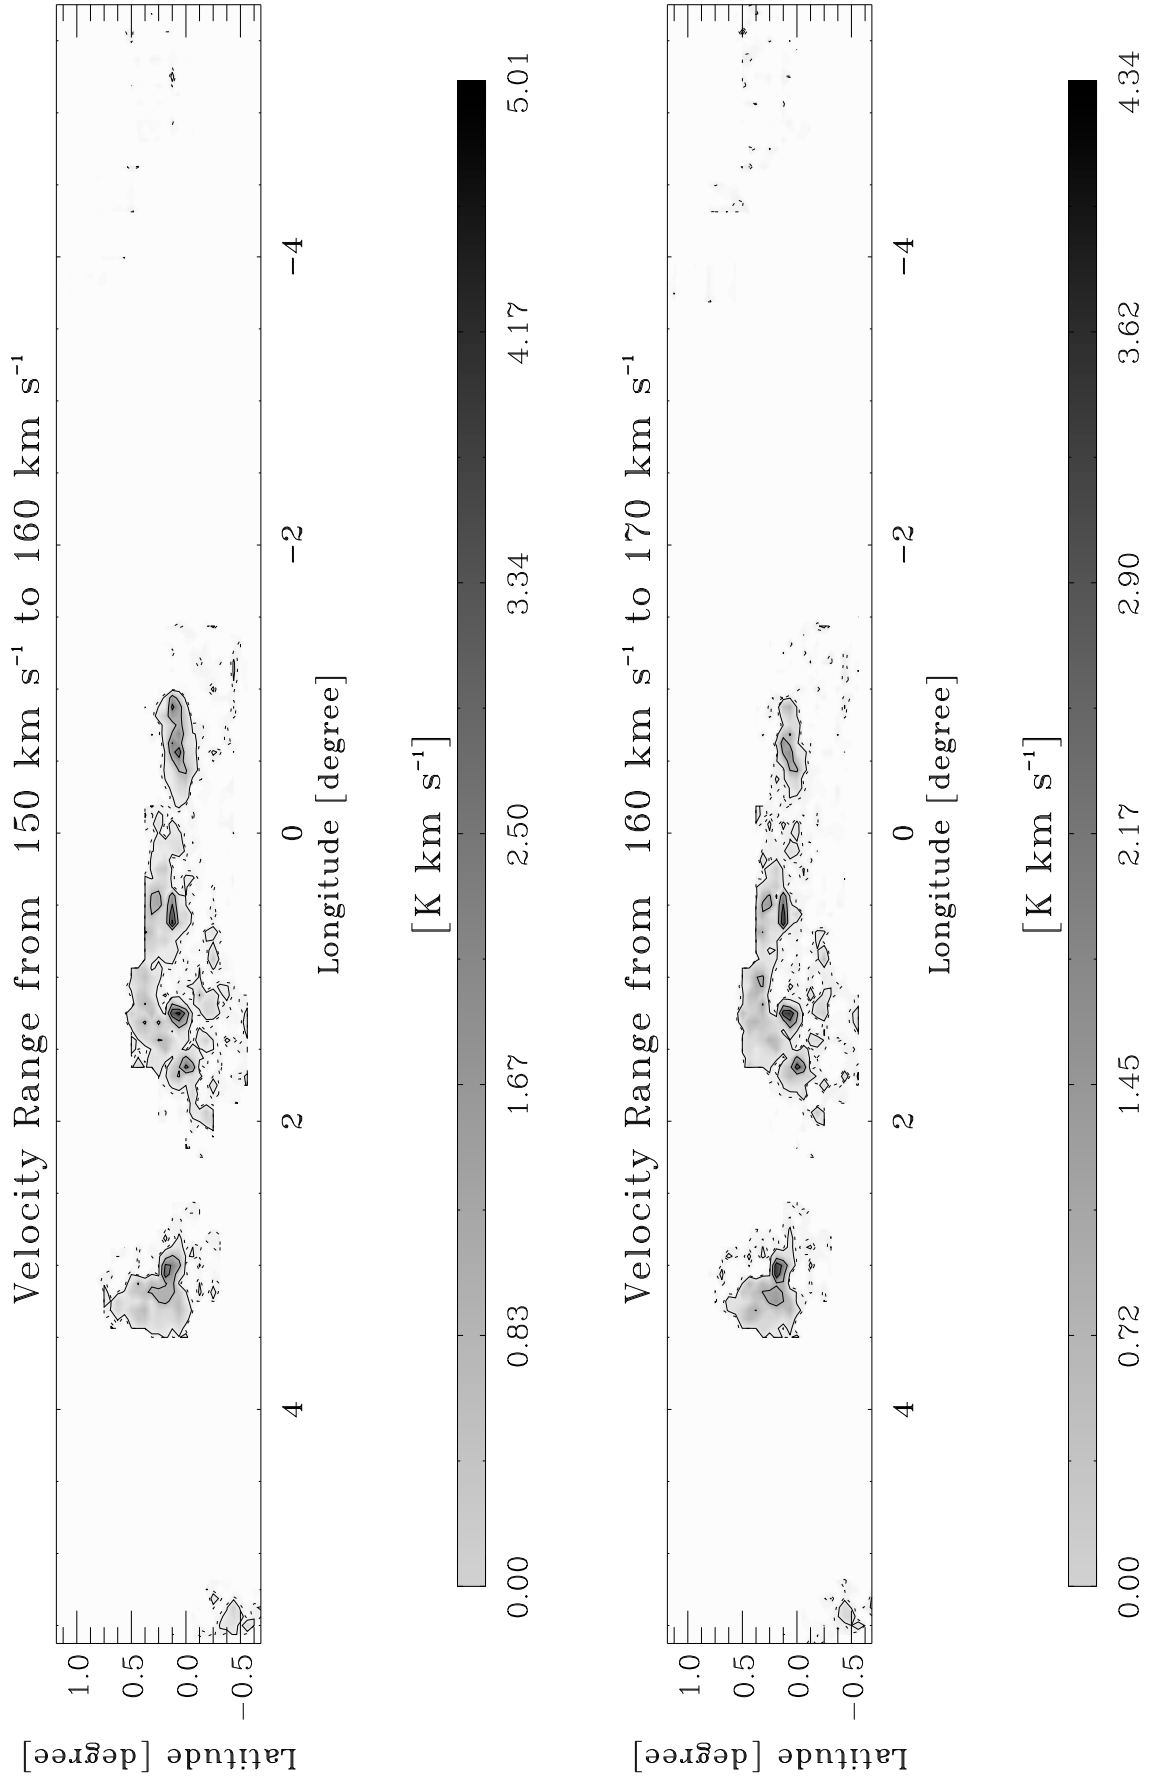 Velocity Range from 150 km s⁻¹ to 160 km s⁻¹
Latitude [degree]
1.0
0.5
0.0
−0.5
4
2
0
−2
−4
Longitude [degree]
[K km s⁻¹]
0.00 0.83 1.67 2.50 3.34 4.17 5.01
Velocity Range from 160 km s⁻¹ to 170 km s⁻¹
Latitude [degree]
1.0
0.5
0.0
−0.5
4
2
0
−2
−4
Longitude [degree]
[K km s⁻¹]
0.00 0.72 1.45 2.17 2.90 3.62 4.34